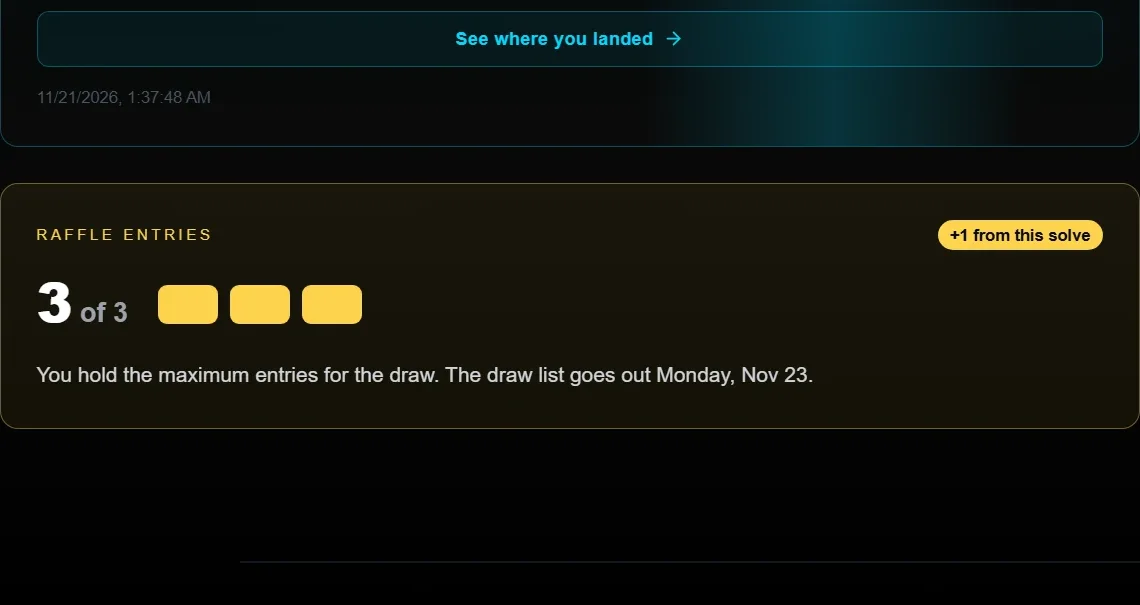 See where you landed →
11/21/2026, 1:37:48 AM
RAFFLE ENTRIES
+1 from this solve
3 of 3
You hold the maximum entries for the draw. The draw list goes out Monday, Nov 23.